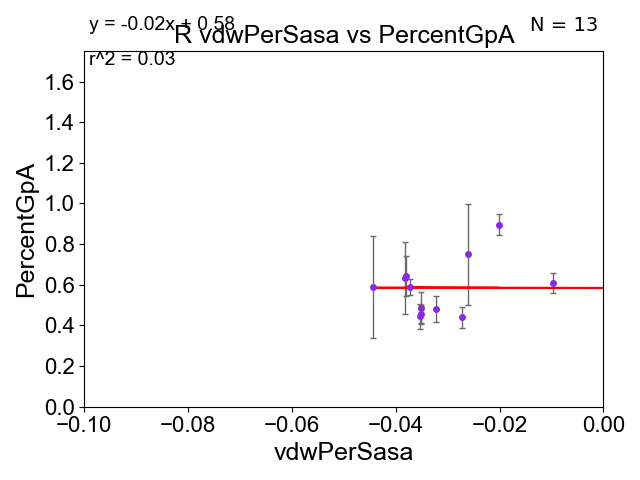 y = -0.02x + 0.58
R vdwPerSasa vs PercentGpA
N = 13
r^2 = 0.03
PercentGpA
1.6
1.4
1.2
1.0
0.8
0.6
0.4
0.2
0.0
−0.10 −0.08 −0.06 −0.04 −0.02 0.00
vdwPerSasa